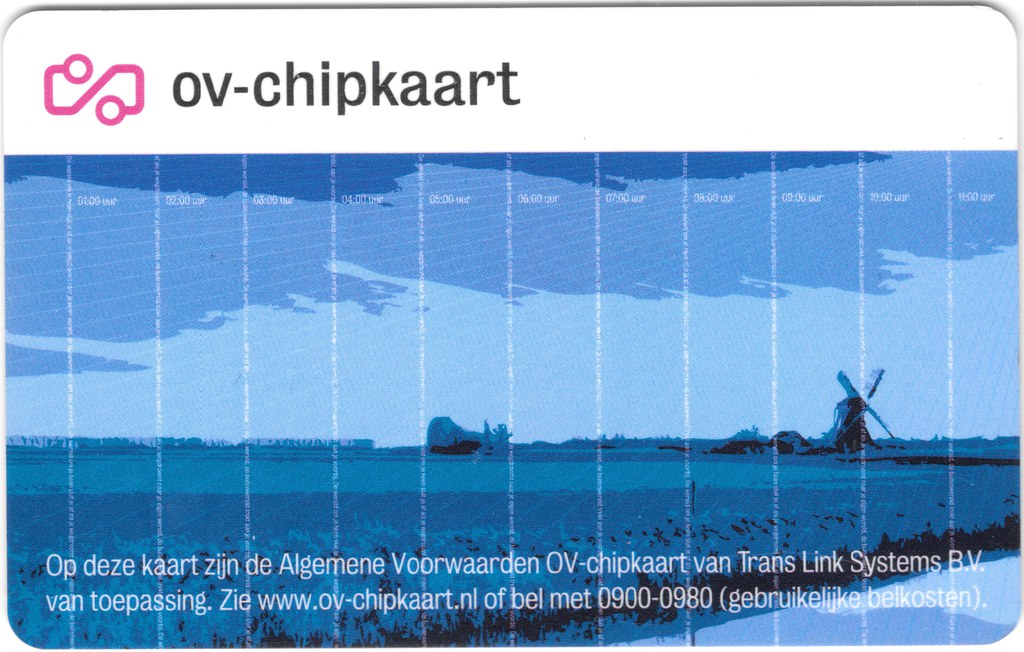 ov-chipkaart
01:00 uur 02:00 uur 03:00 uur 04:00 uur 05:00 uur 06:00 uur 07:00 uur 08:00 uur 09:00 uur 10:00 uur 11:00 uur
Op deze kaart zijn de Algemene Voorwaarden OV-chipkaart van Trans Link Systems B.V.
van toepassing. Zie www.ov-chipkaart.nl of bel met 0900-0980 (gebruikelijke belkosten).